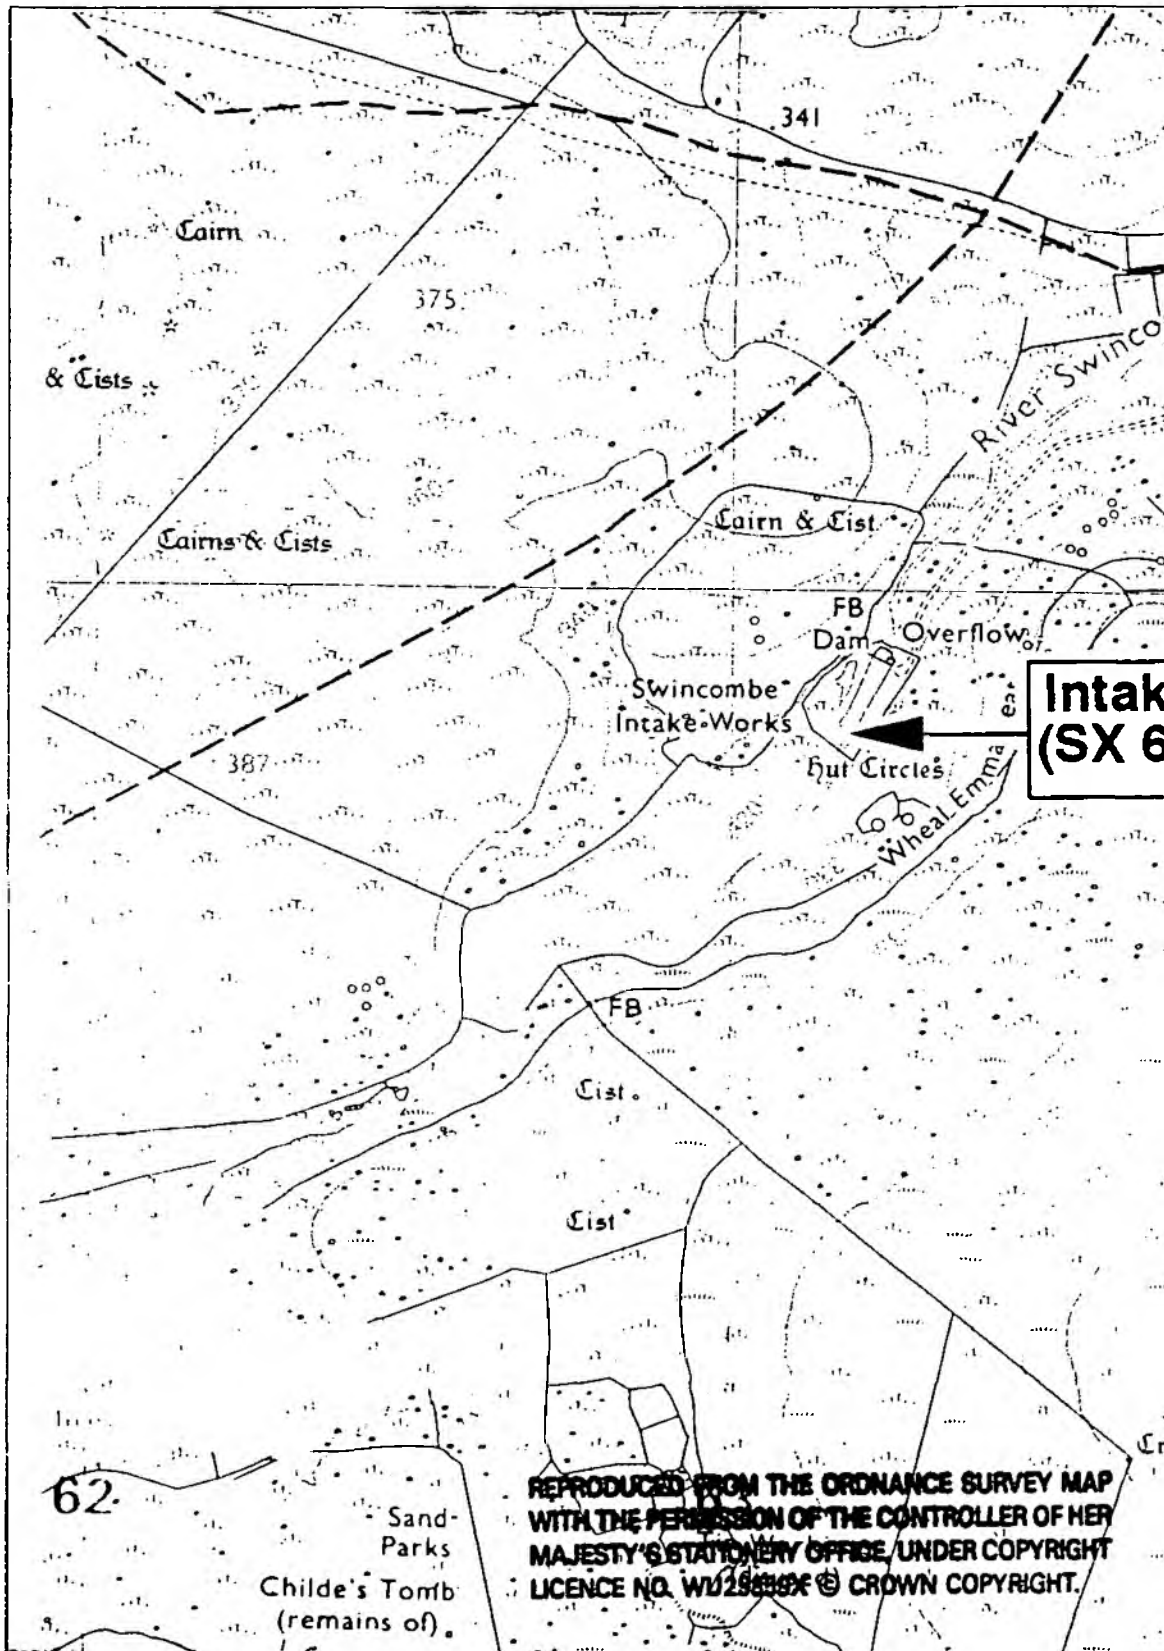 341
Cairn
375
& Cists
River Swinco
Cairn & Cist
Cairns & Cists
FB
Dam
Overflow
Swincombe
Intake Works
Intak
(SX 6
387
Hut Circles
Wheal Emma
FB
Cist
Cist
62
Sand-
Parks
Childe's Tomb
(remains of)
REPRODUCED FROM THE ORDNANCE SURVEY MAP
WITH THE PERMISSION OF THE CONTROLLER OF HER
MAJESTY'S STATIONERY OFFICE, UNDER COPYRIGHT
LICENCE NO. © CROWN COPYRIGHT.